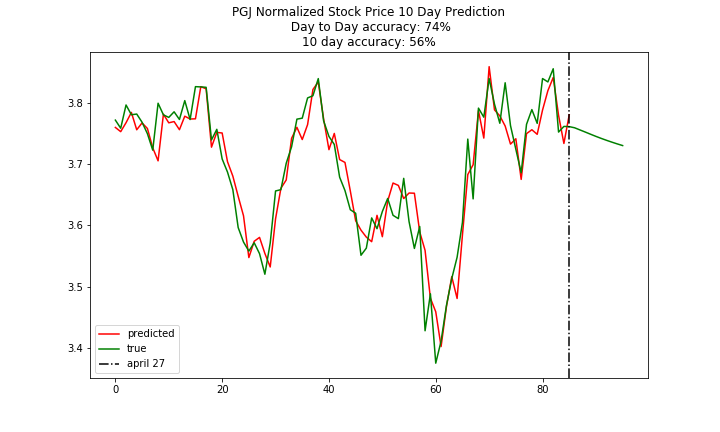 PGJ Normalized Stock Price 10 Day Prediction
Day to Day accuracy: 74%
10 day accuracy: 56%
3.8
3.7
3.6
3.5
3.4
predicted
true
april 27
0 20 40 60 80